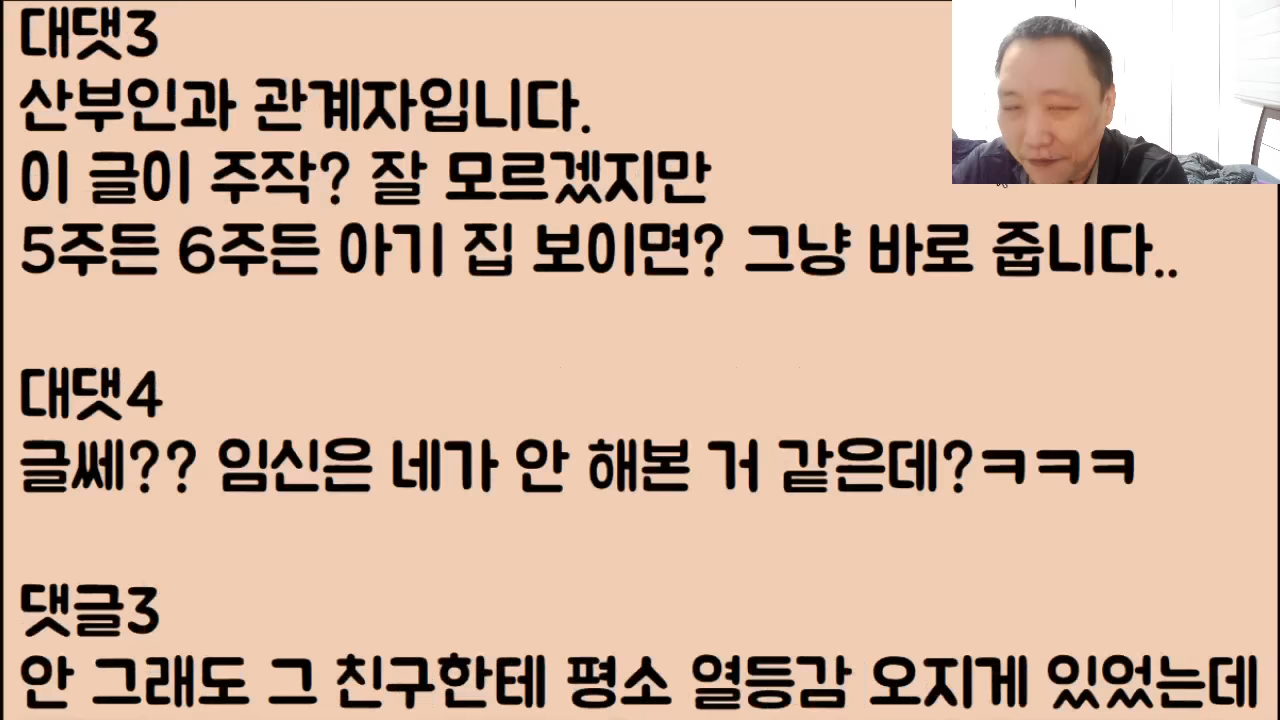 대댓3
산부인과 관계자입니다.
이 글이 주작? 잘 모르겠지만
5주든 6주든 아기 집 보이면? 그냥 바로 줍니다..
대댓4
글쎄?? 임신은 네가 안 해본 거 같은데?ㅋㅋㅋ
댓글3
안 그래도 그 친구한테 평소 열등감 오지게 있었는데